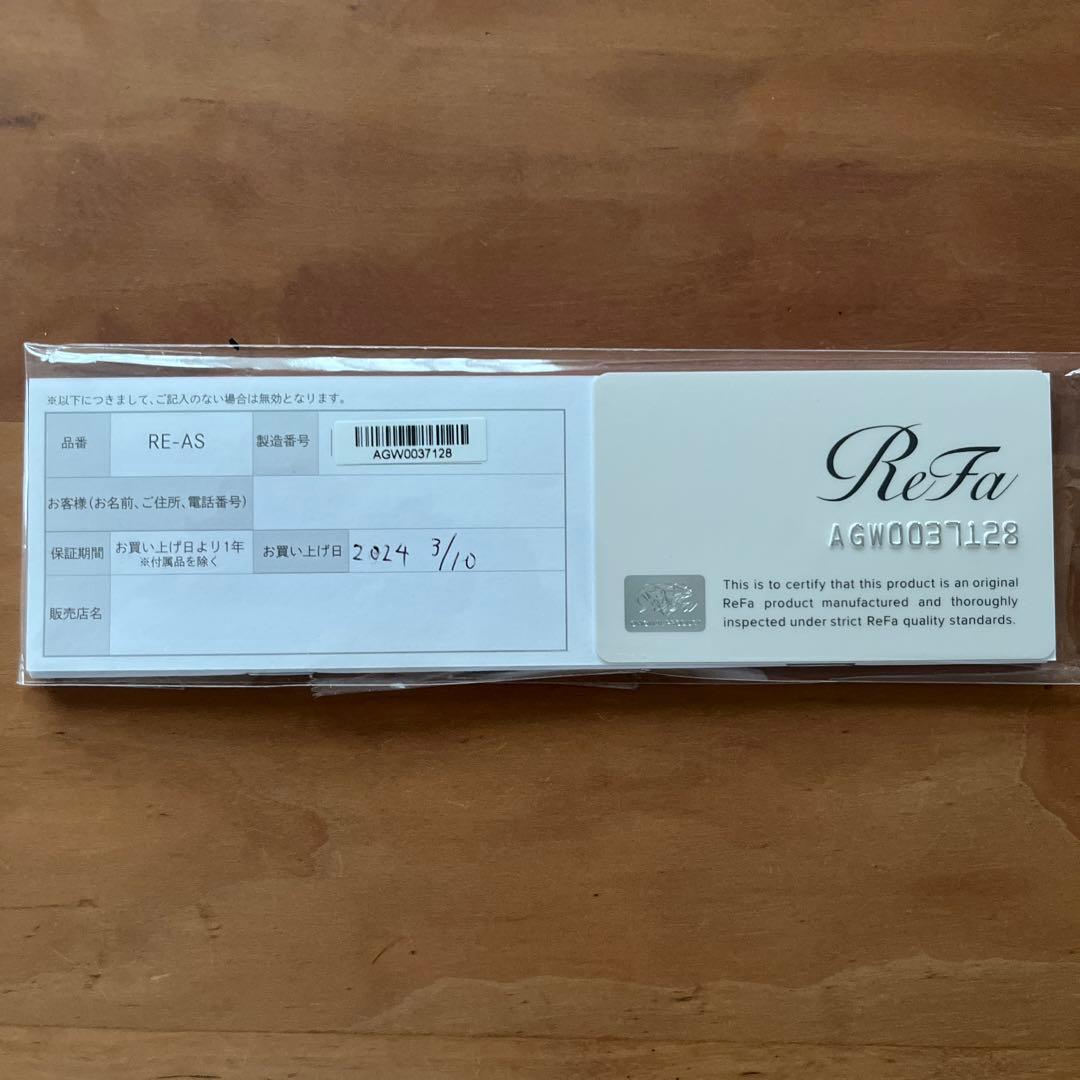 ※以下につきまして、ご記入のない場合は無効となります。
品番 RE-AS 製造番号 AGW0037128
お客様(お名前、ご住所、電話番号)
保証期間 お買い上げ日より1年 お買い上げ日 2024 3/10
※付属品を除く
販売店名
ReFa
AGW0037128
This is to certify that this product is an original
ReFa product manufactured and thoroughly
inspected under strict ReFa quality standards.
ReFa